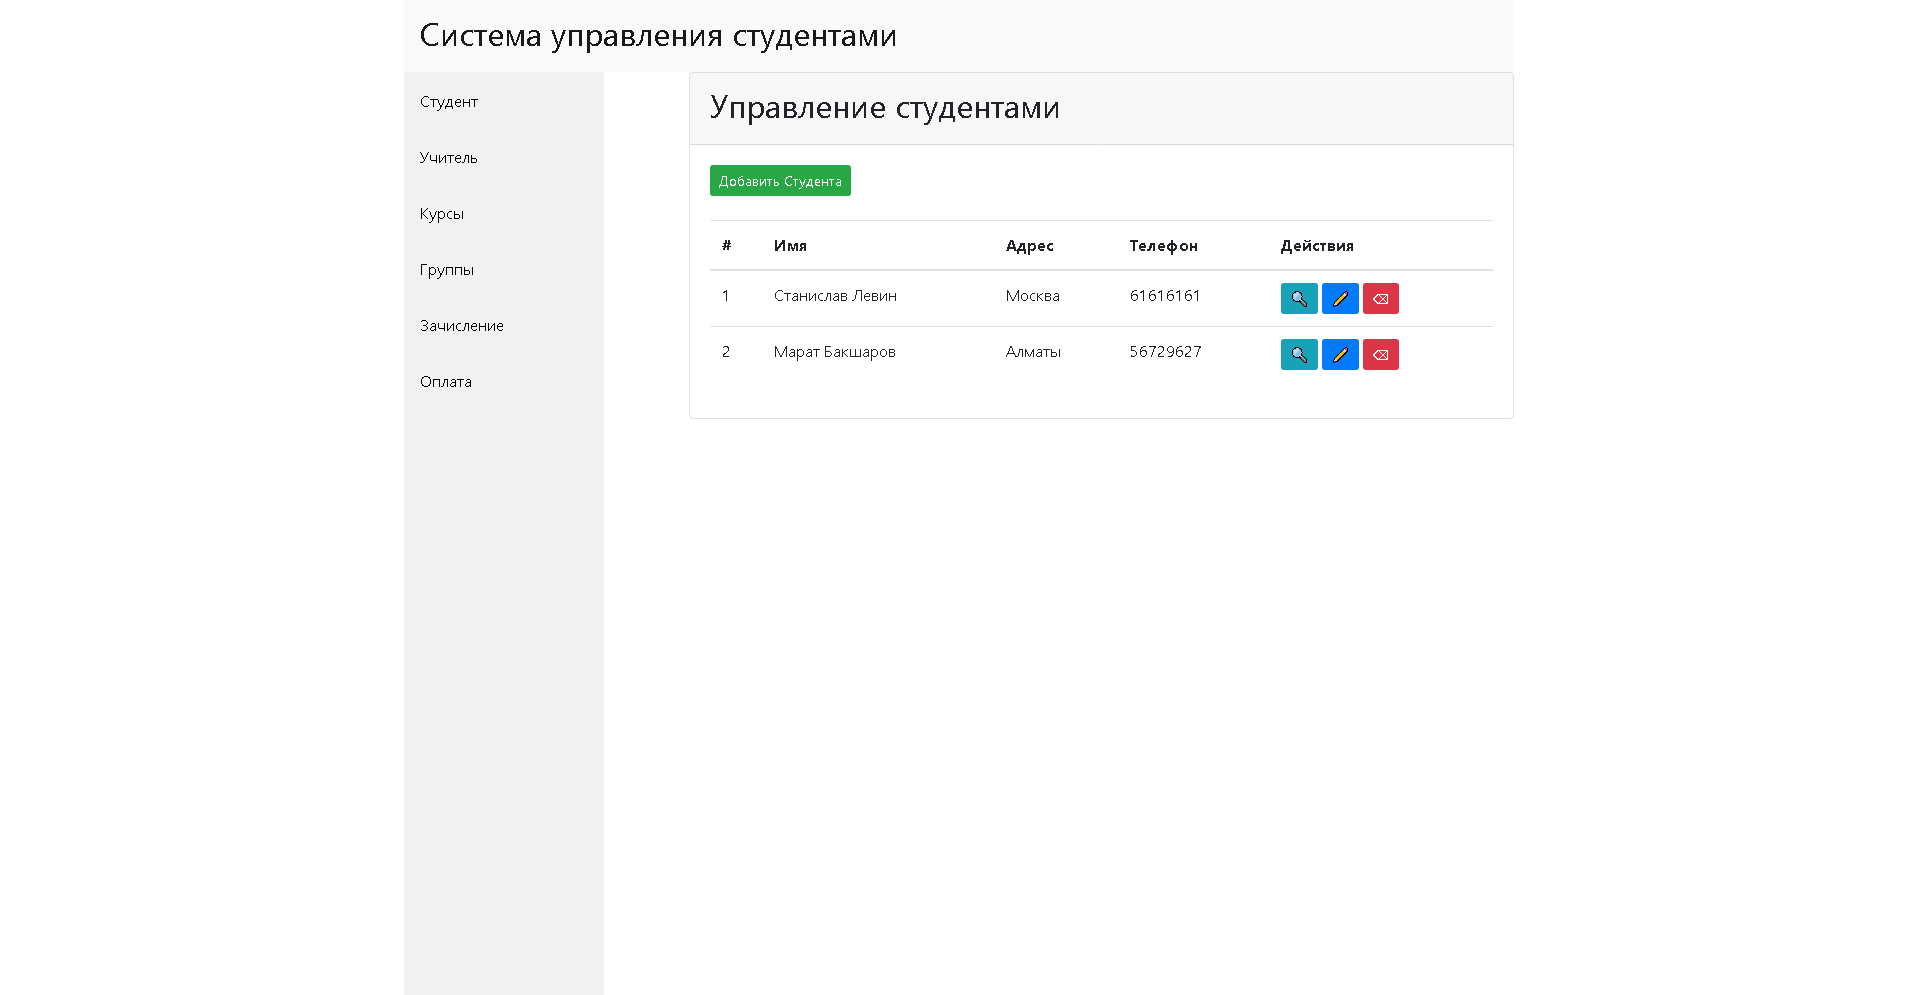 Система управления студентами
Студент
Учитель
Курсы
Группы
Зачисление
Оплата
Управление студентами
Добавить Студента
# Имя Адрес Телефон Действия
1 Станислав Левин Москва 61616161
2 Марат Бакшаров Алматы 56729627